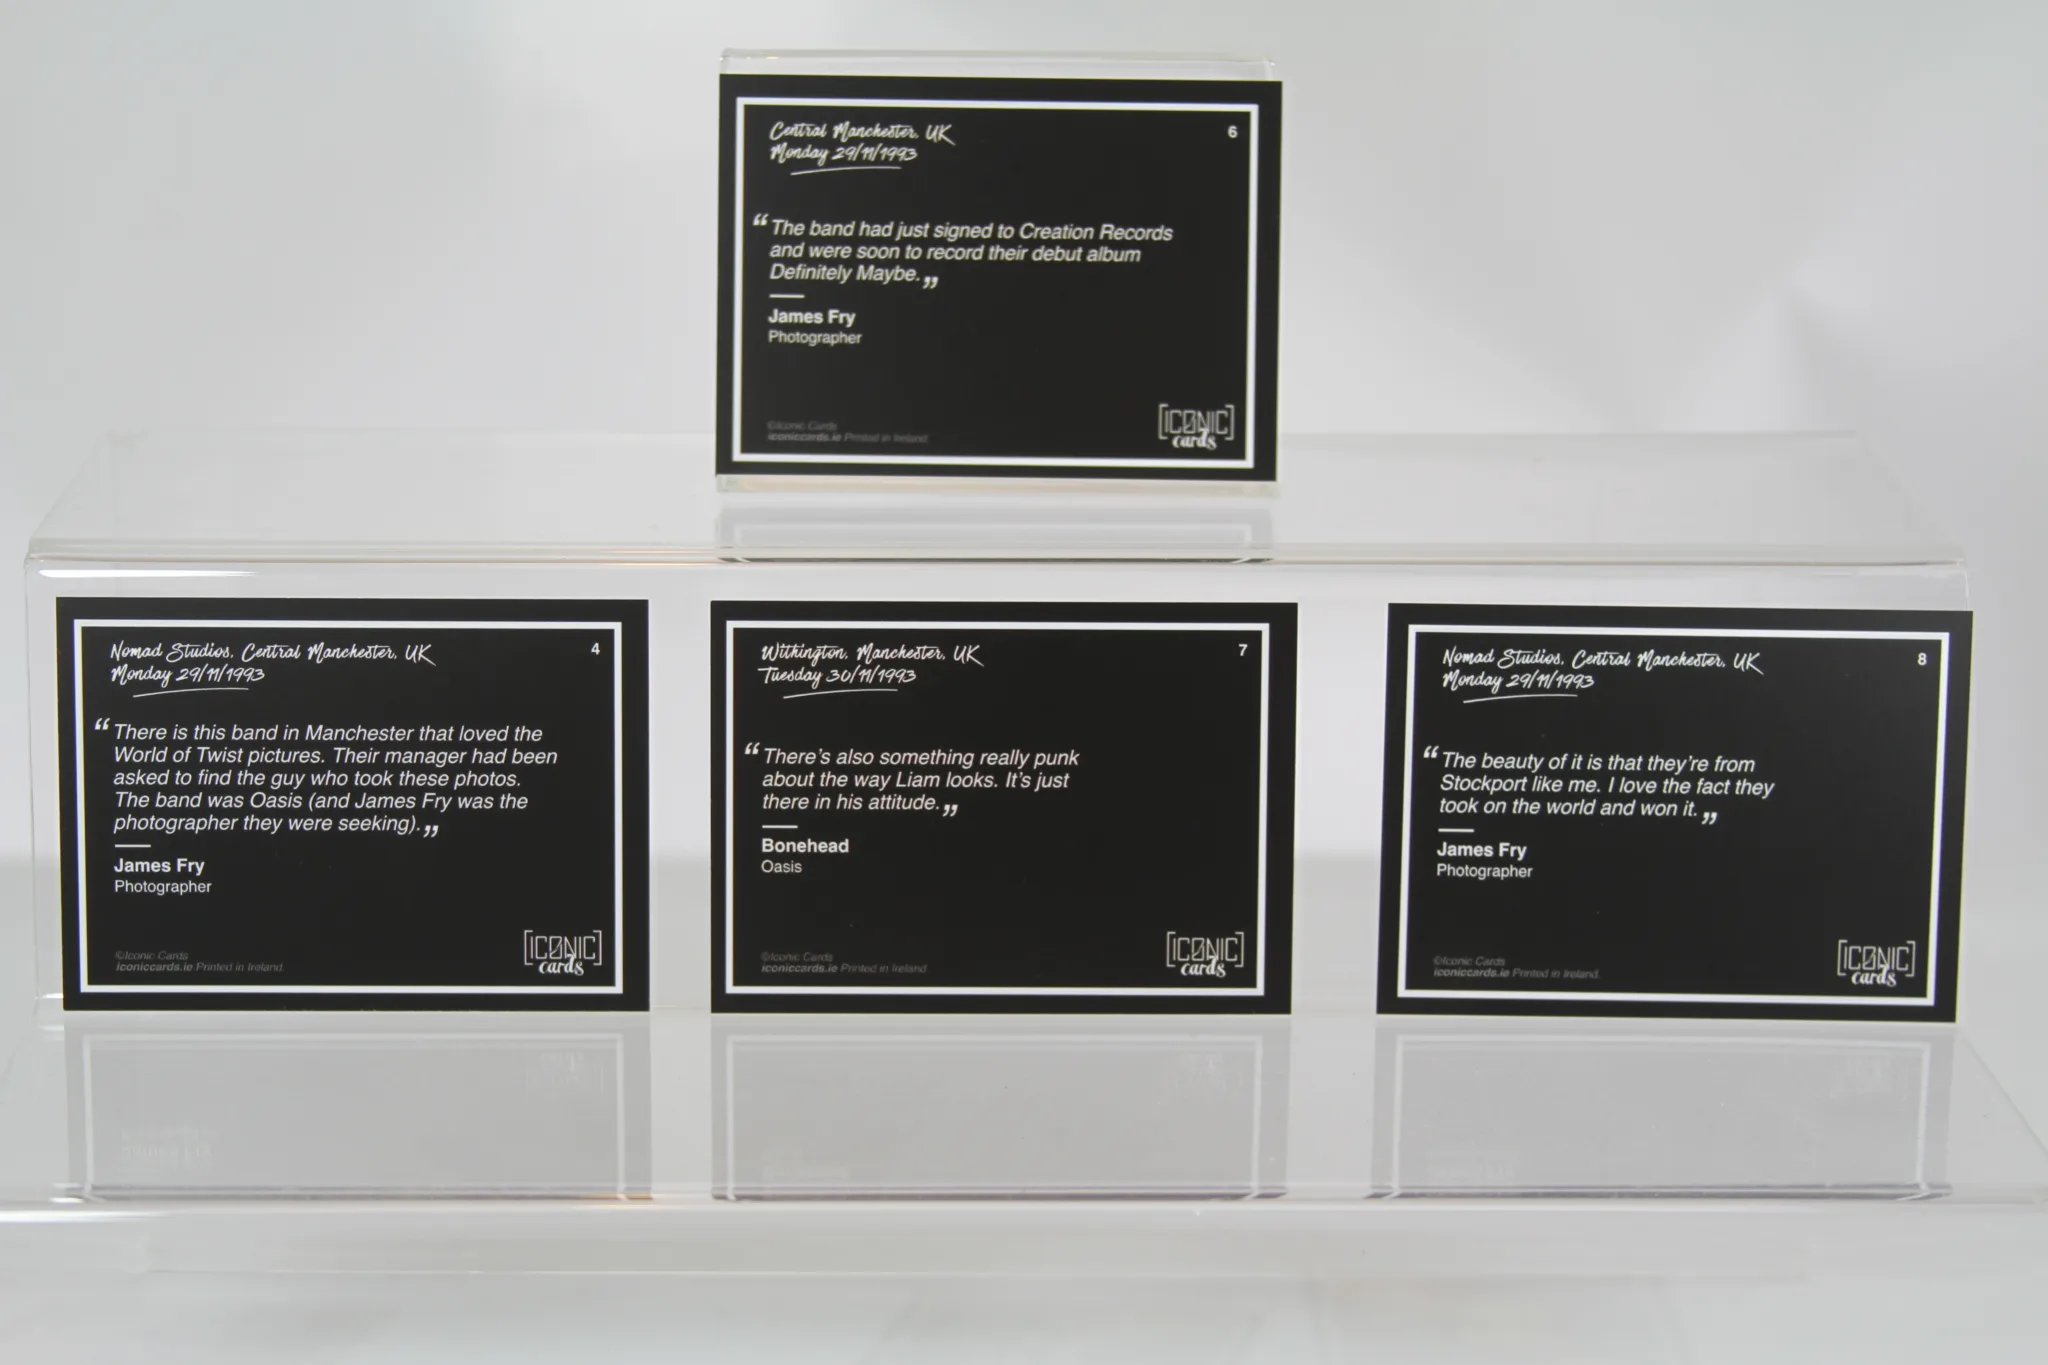 Central Manchester, UK
Monday 29/11/1993
6
“The band had just signed to Creation Records
and were soon to record their debut album
Definitely Maybe.”
James Fry
Photographer
©Iconic Cards
iconiccards.ie Printed in Ireland.
[ICONIC]
cards
Nomad Studios, Central Manchester, UK
Monday 29/11/1993
4
“There is this band in Manchester that loved the
World of Twist pictures. Their manager had been
asked to find the guy who took these photos.
The band was Oasis (and James Fry was the
photographer they were seeking).”
James Fry
Photographer
©Iconic Cards
iconiccards.ie Printed in Ireland.
[ICONIC]
cards
Withington, Manchester, UK
Tuesday 30/11/1993
7
“There's also something really punk
about the way Liam looks. It's just
there in his attitude.”
Bonehead
Oasis
©Iconic Cards
iconiccards.ie Printed in Ireland
[ICONIC]
cards
Nomad Studios, Central Manchester, UK
Monday 29/11/1993
8
“The beauty of it is that they're from
Stockport like me. I love the fact they
took on the world and won it.”
James Fry
Photographer
©Iconic Cards
iconiccards.ie Printed in Ireland.
[ICONIC]
cards